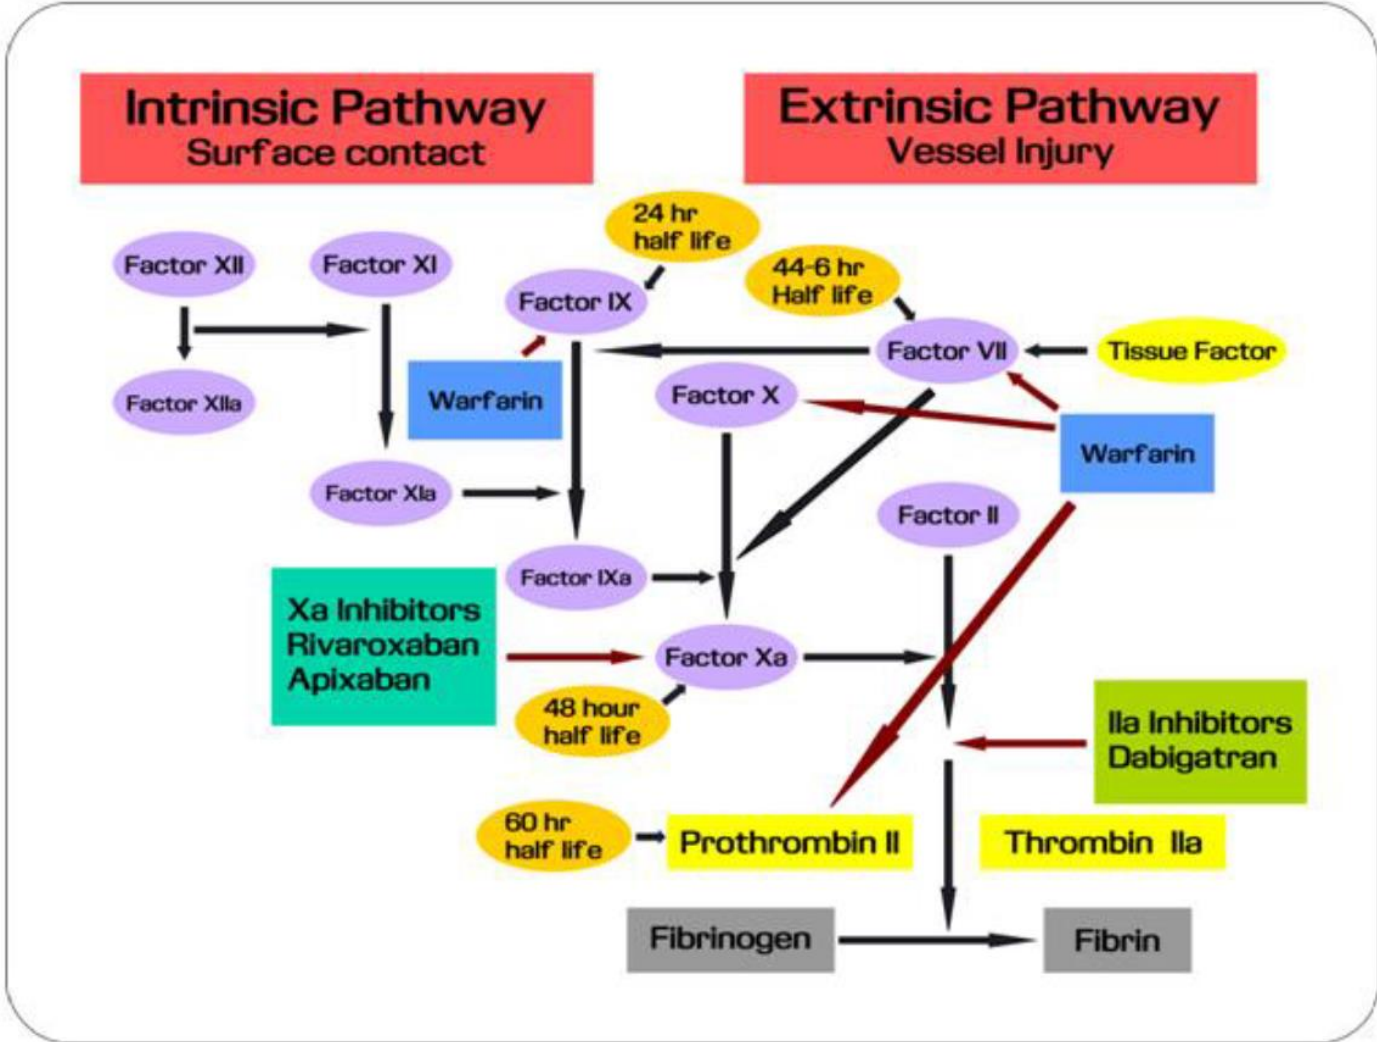 Intrinsic Pathway
Surface contact
Extrinsic Pathway
Vessel Injury
24 hr
half life
Factor XII
Factor XI
Factor IX
44-6 hr
Half life
Factor VII
Tissue Factor
Factor XIIa
Warfarin
Factor X
Warfarin
Factor XIa
Factor II
Factor IXa
Xa Inhibitors
Rivaroxaban
Apixaban
Factor Xa
48 hour
half life
IIa Inhibitors
Dabigatran
60 hr
half life
Prothrombin II
Thrombin IIa
Fibrinogen
Fibrin